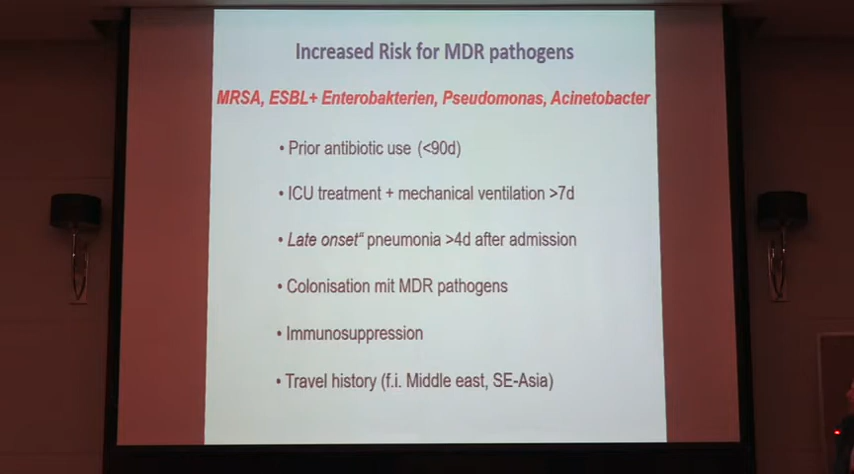 Increased Risk for MDR pathogens
MRSA, ESBL+ Enterobakterien, Pseudomonas, Acinetobacter
• Prior antibiotic use (<90d)
• ICU treatment + mechanical ventilation >7d
• Late onset“ pneumonia >4d after admission
• Colonisation mit MDR pathogens
• Immunosuppression
• Travel history (f.i. Middle east, SE-Asia)